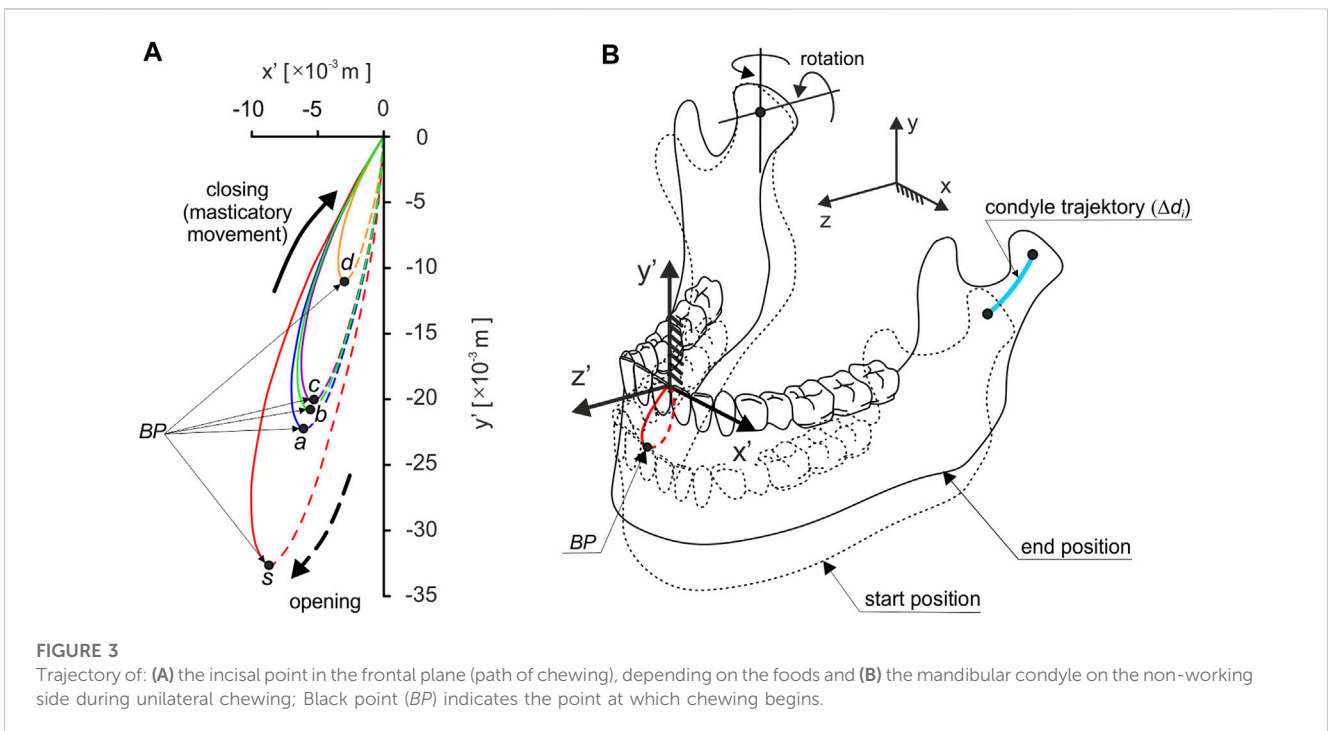 A
x' [×10⁻³ m]
-10
-5
0
0
-5
-10
-15
-20
-25
-30
-35
y' [×10⁻³ m]
closing
(masticatory
movement)
d
c
b
a
s
BP
opening
B
rotation
y
x
z
condyle trajektory (Δdᵢ)
y'
z'
x'
BP
end position
start position
FIGURE 3
Trajectory of: (A) the incisal point in the frontal plane (path of chewing), depending on the foods and (B) the mandibular condyle on the non-working
side during unilateral chewing; Black point (BP) indicates the point at which chewing begins.